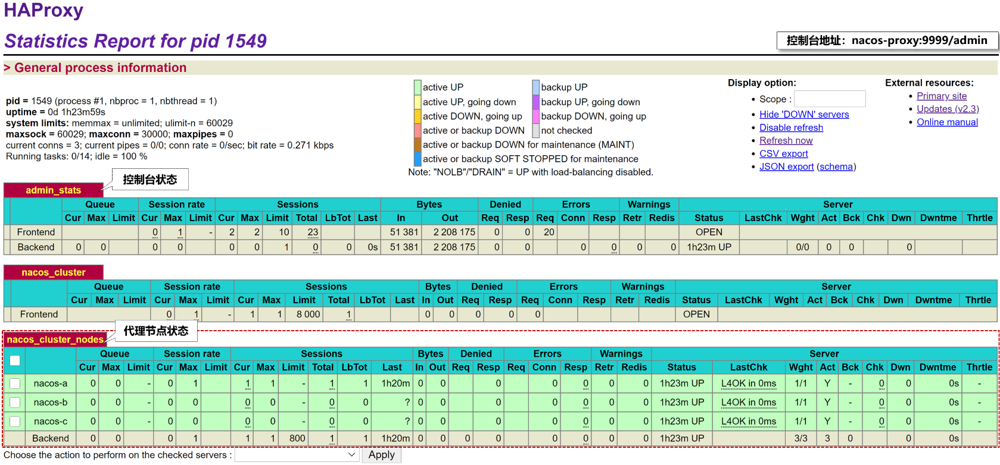 HAProxy
Statistics Report for pid 1549
控制台地址：nacos-proxy:9999/admin
> General process information
pid = 1549 (process #1, nbproc = 1, nbthread = 1)
uptime = 0d 1h23m59s
system limits: memmax = unlimited; ulimit-n = 60029
maxsock = 60029; maxconn = 30000; maxpipes = 0
current conns = 3; current pipes = 0/0; conn rate = 0/sec; bit rate = 0.271 kbps
Running tasks: 0/14; idle = 100 %
active UP backup UP
active UP, going down backup UP, going down
active DOWN, going up backup DOWN, going up
active or backup DOWN not checked
active or backup DOWN for maintenance (MAINT)
active or backup SOFT STOPPED for maintenance
Note: "NOLB"/"DRAIN" = UP with load-balancing disabled.
Display option:
Scope :
Hide 'DOWN' servers
Disable refresh
Refresh now
CSV export
JSON export (schema)
External resources:
Primary site
Updates (v2.3)
Online manual
控制台状态
admin_stats
Queue Session rate Sessions Bytes Denied Errors Warnings Server
Cur Max Limit Cur Max Limit Cur Max Limit Total LbTot Last In Out Req Resp Req Conn Resp Retr Redis Status LastChk Wght Act Bck Chk Dwn Dwntme Thrtle
Frontend 0 1 - 2 2 10 23 51 381 2 208 175 0 0 20 OPEN
Backend 0 0 0 0 0 0 1 0 0 0s 51 381 2 208 175 0 0 0 0 0 0 1h23m UP 0/0 0 0 0
nacos_cluster
Queue Session rate Sessions Bytes Denied Errors Warnings Server
Cur Max Limit Cur Max Limit Cur Max Limit Total LbTot Last In Out Req Resp Req Conn Resp Retr Redis Status LastChk Wght Act Bck Chk Dwn Dwntme Thrtle
Frontend 0 1 - 1 1 8 000 1 0 0 0 0 0 OPEN
代理节点状态
nacos_cluster_nodes
Queue Session rate Sessions Bytes Denied Errors Warnings Server
Cur Max Limit Cur Max Limit Cur Max Limit Total LbTot Last In Out Req Resp Req Conn Resp Retr Redis Status LastChk Wght Act Bck Chk Dwn Dwntme Thrtle
nacos-a 0 0 - 0 1 1 1 - 1 1 1h20m 0 0 0 0 0 0 0 1h23m UP L4OK in 0ms 1/1 Y - 0 0 0s -
nacos-b 0 0 - 0 0 0 0 - 0 0 ? 0 0 0 0 0 0 0 1h23m UP L4OK in 0ms 1/1 Y - 0 0 0s -
nacos-c 0 0 - 0 0 0 0 - 0 0 ? 0 0 0 0 0 0 0 1h23m UP L4OK in 0ms 1/1 Y - 0 0 0s -
Backend 0 0 0 1 1 1 800 1 1 1h20m 0 0 0 0 0 0 0 0 1h23m UP 3/3 3 0 0 0s
Choose the action to perform on the checked servers : Apply